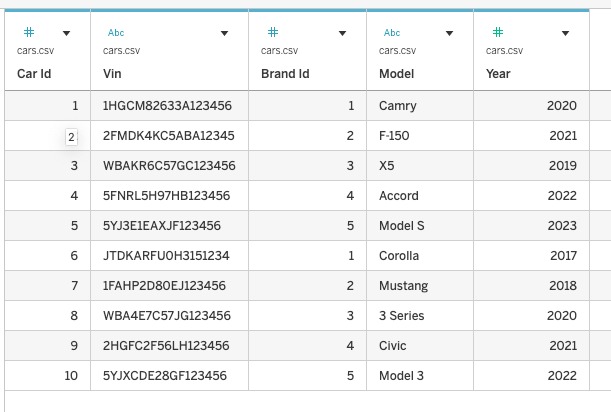 # Abc # Abc #
cars.csv cars.csv cars.csv cars.csv cars.csv
Car Id Vin Brand Id Model Year
1 1HGCM82633A123456 1 Camry 2020
2 2FMDK4KC5ABA12345 2 F-150 2021
3 WBAKR6C57GC123456 3 X5 2019
4 5FNRL5H97HB123456 4 Accord 2022
5 5YJ3E1EAXJF123456 5 Model S 2023
6 JTDKARFU0H3151234 1 Corolla 2017
7 1FAHP2D80EJ123456 2 Mustang 2018
8 WBA4E7C57JG123456 3 3 Series 2020
9 2HGFC2F56LH123456 4 Civic 2021
10 5YJXCDE28GF123456 5 Model 3 2022